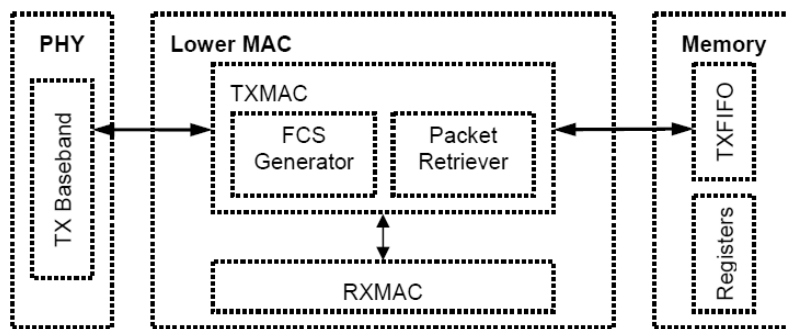 PHY
TX Baseband
Lower MAC
TXMAC
FCS
Generator
Packet
Retriever
RXMAC
Memory
TXFIFO
Registers